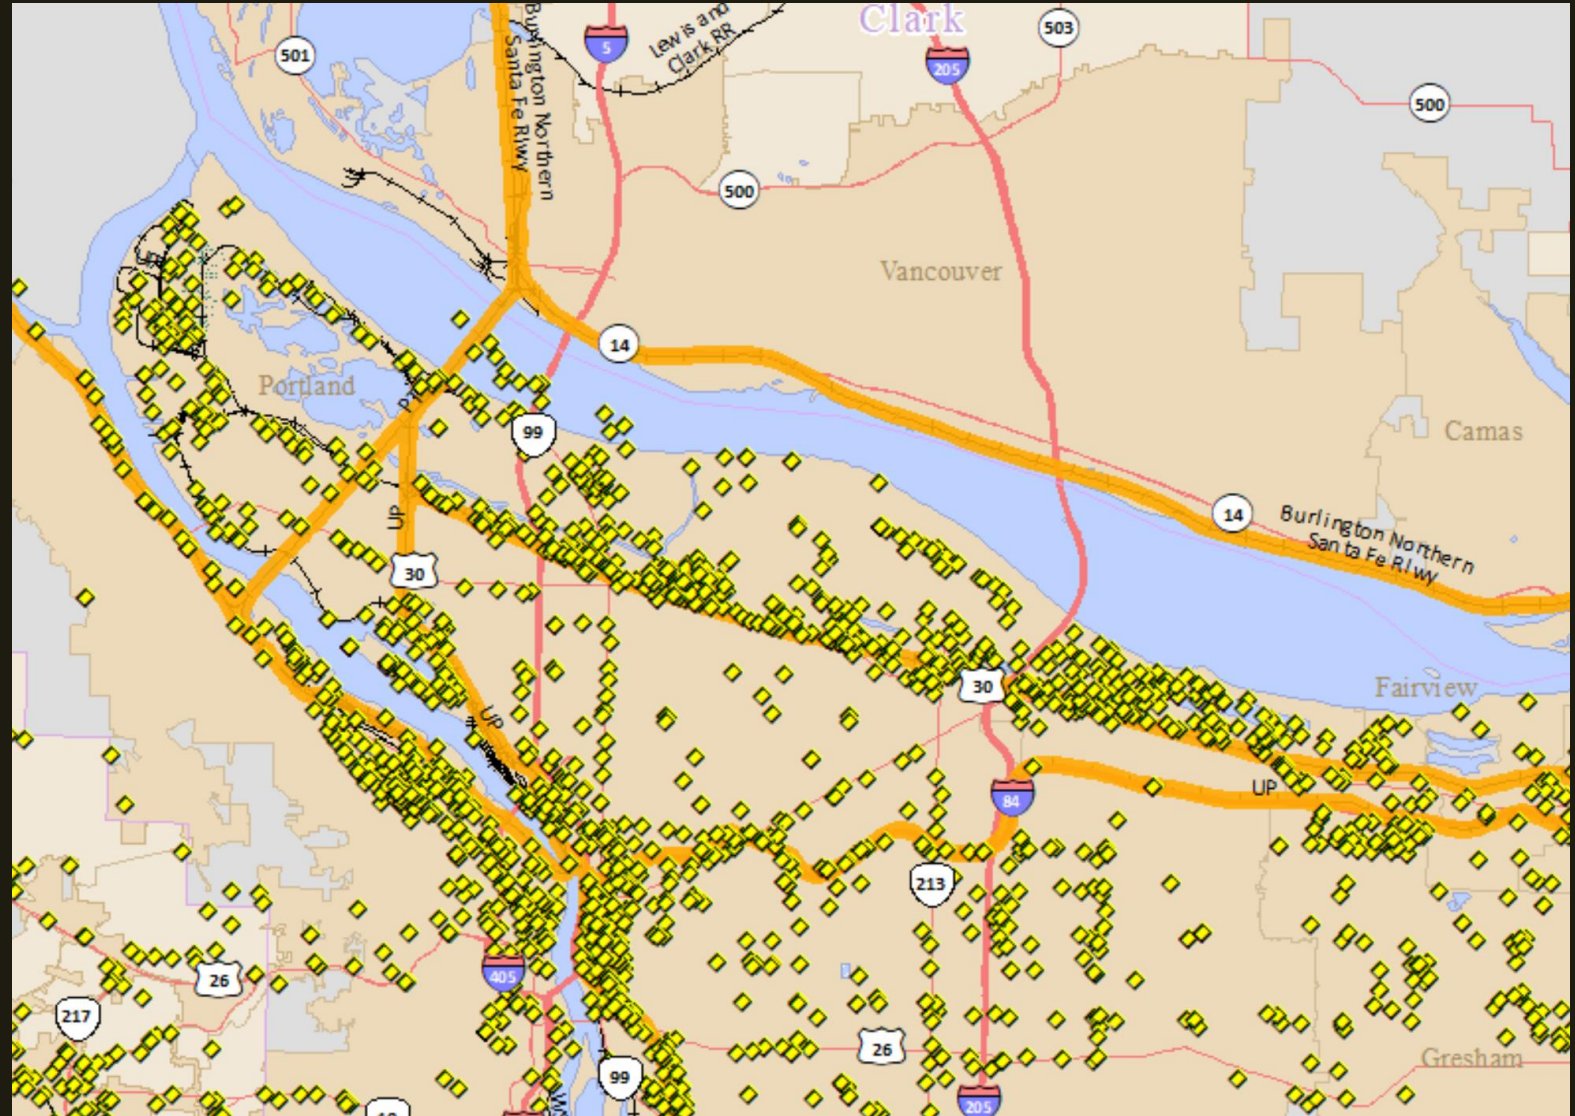 Clark
501
5
Lewis and
Clark RR
205
503
500
Burlington Northern
Santa Fe Rlwy
500
Vancouver
14
Portland
99
Camas
14
Burlington Northern
Santa Fe Rlwy
UP
30
30
Fairview
UP
UP
84
213
26
405
217
26
99
Gresham
205